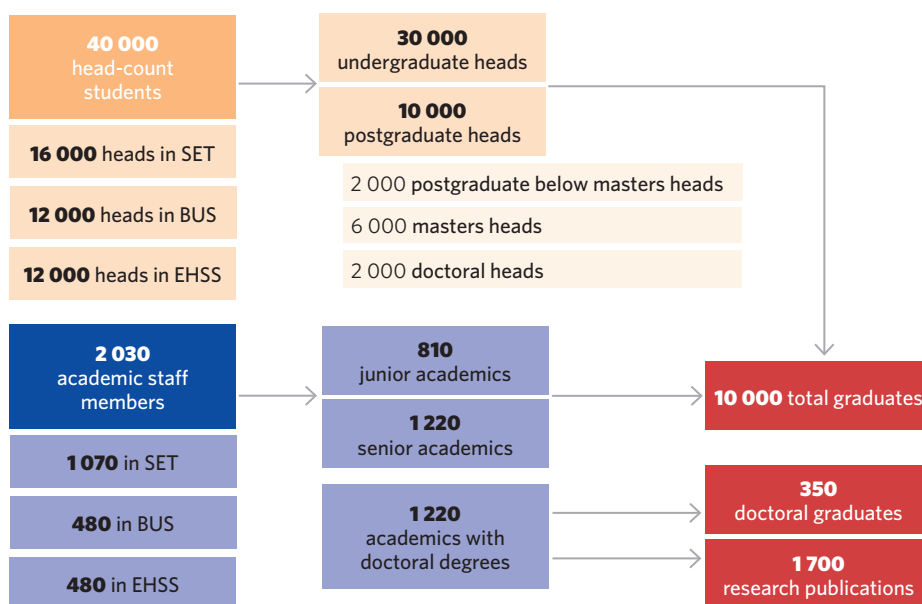 40 000
head-count
students
16 000 heads in SET
12 000 heads in BUS
12 000 heads in EHSS
30 000
undergraduate heads
10 000
postgraduate heads
2 000 postgraduate below masters heads
6 000 masters heads
2 000 doctoral heads
2 030
academic staff
members
1 070 in SET
480 in BUS
480 in EHSS
810
junior academics
1 220
senior academics
1 220
academics with
doctoral degrees
10 000 total graduates
350
doctoral graduates
1 700
research publications